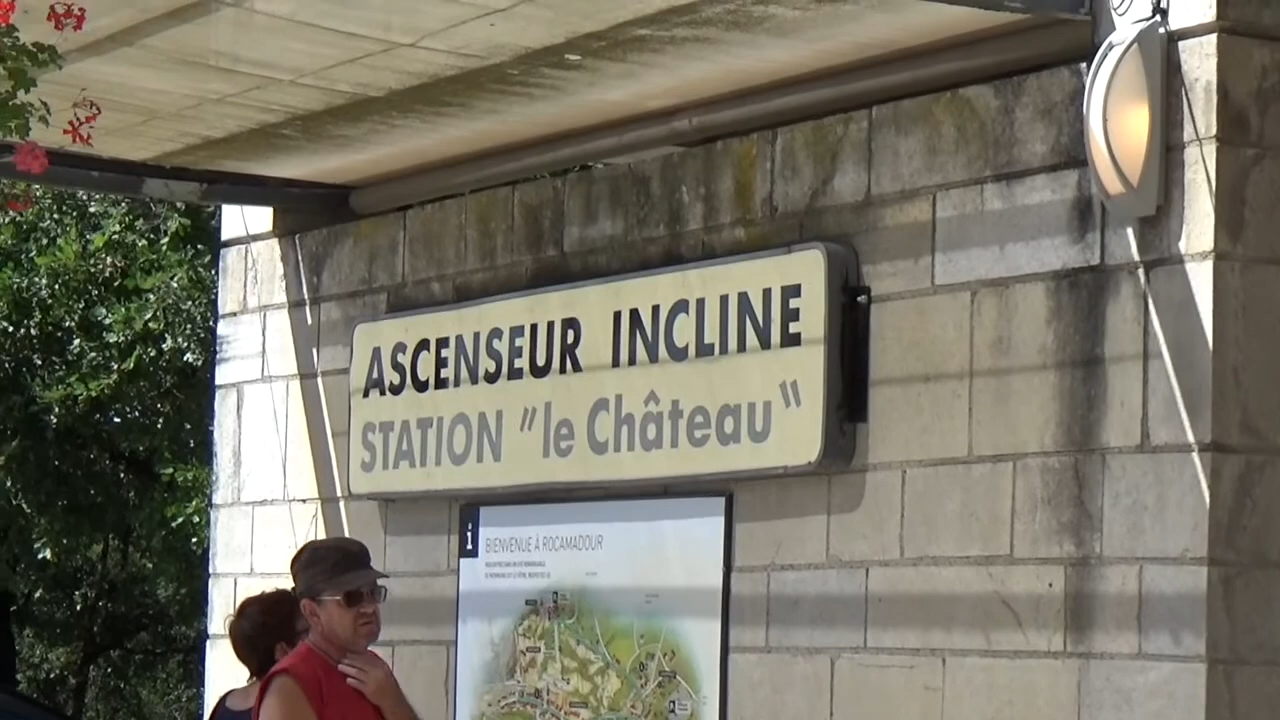 ASCENSEUR INCLINE
STATION "le Château"
i
BIENVENUE À ROCAMADOUR